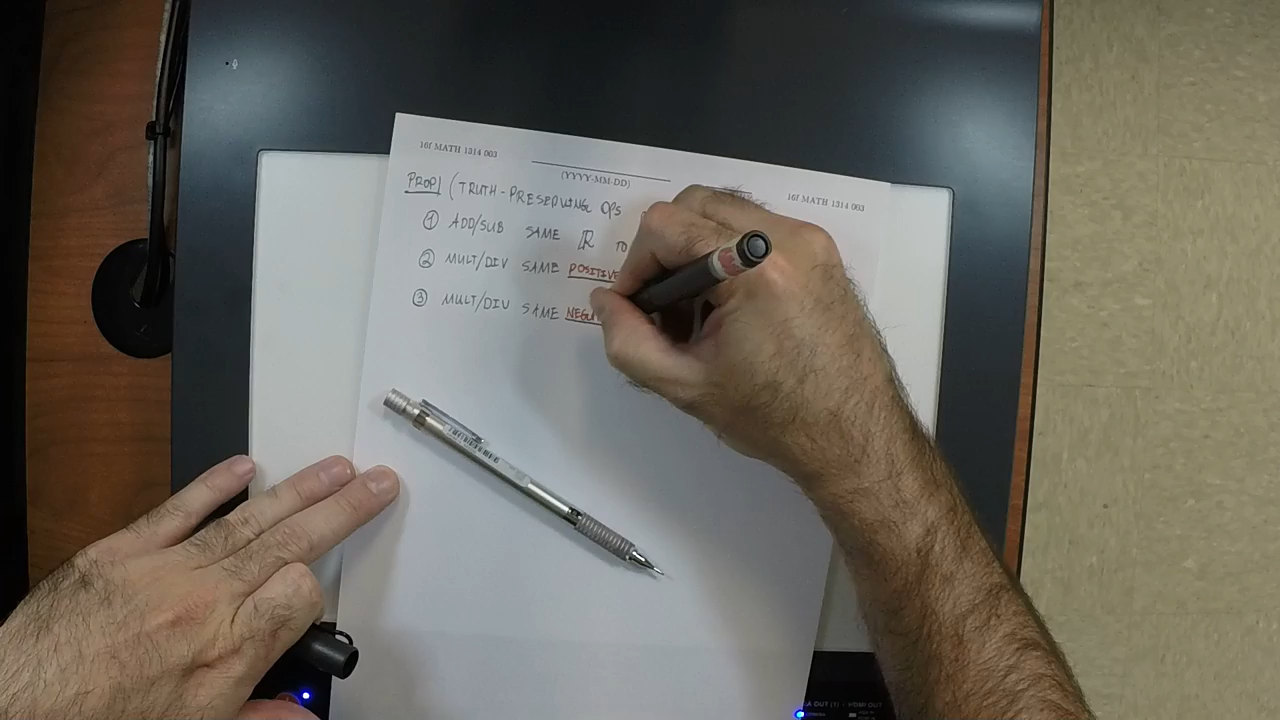 16f MATH 1314 003
(YYYY-MM-DD)
16f MATH 1314 003
PROP (TRUTH-PRESERVING OPS
① ADD/SUB SAME ℝ TO
② MULT/DIV SAME POSITIVE
③ MULT/DIV SAME